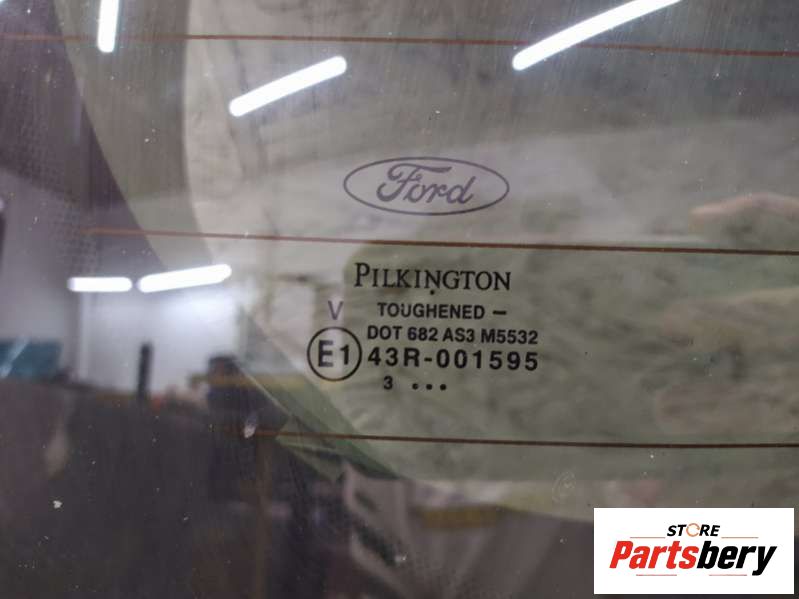 Ford
PILKINGTON
V TOUGHENED –
DOT 682 AS3 M5532
E1 43R-001595
3 ...
STORE
Partsbery